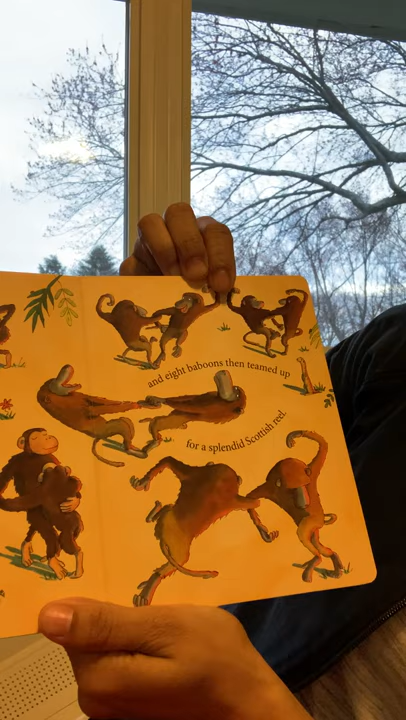 and eight baboons then teamed up
for a splendid Scottish reel.